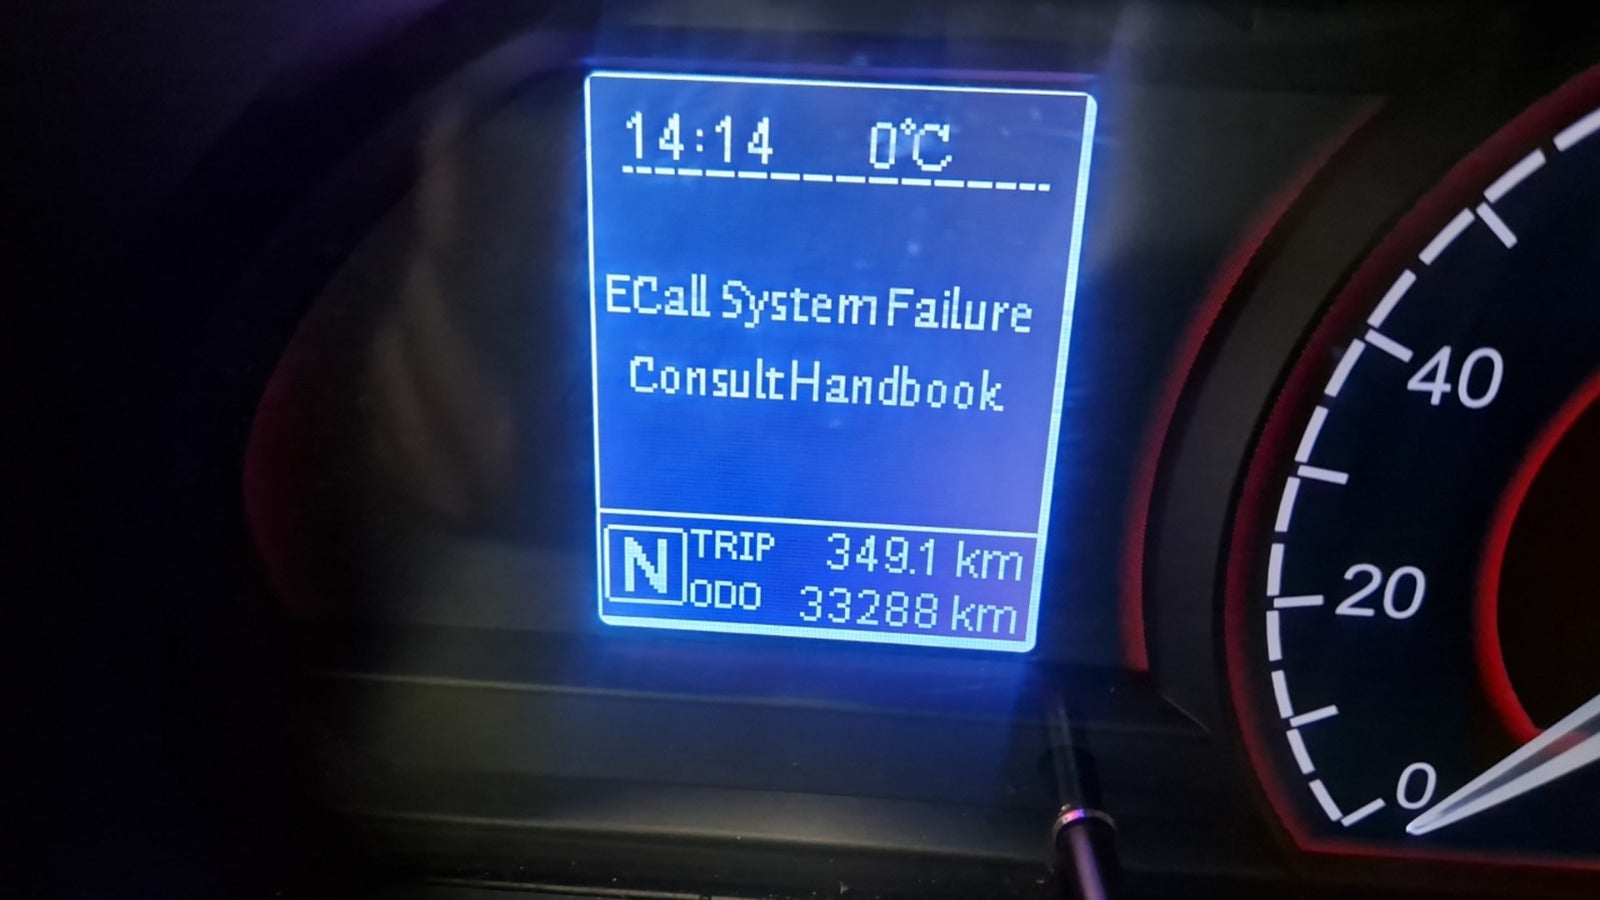 14:14 0°C
ECall System Failure
Consult Handbook
N TRIP 349.1 km
ODO 33288 km
40
20
0